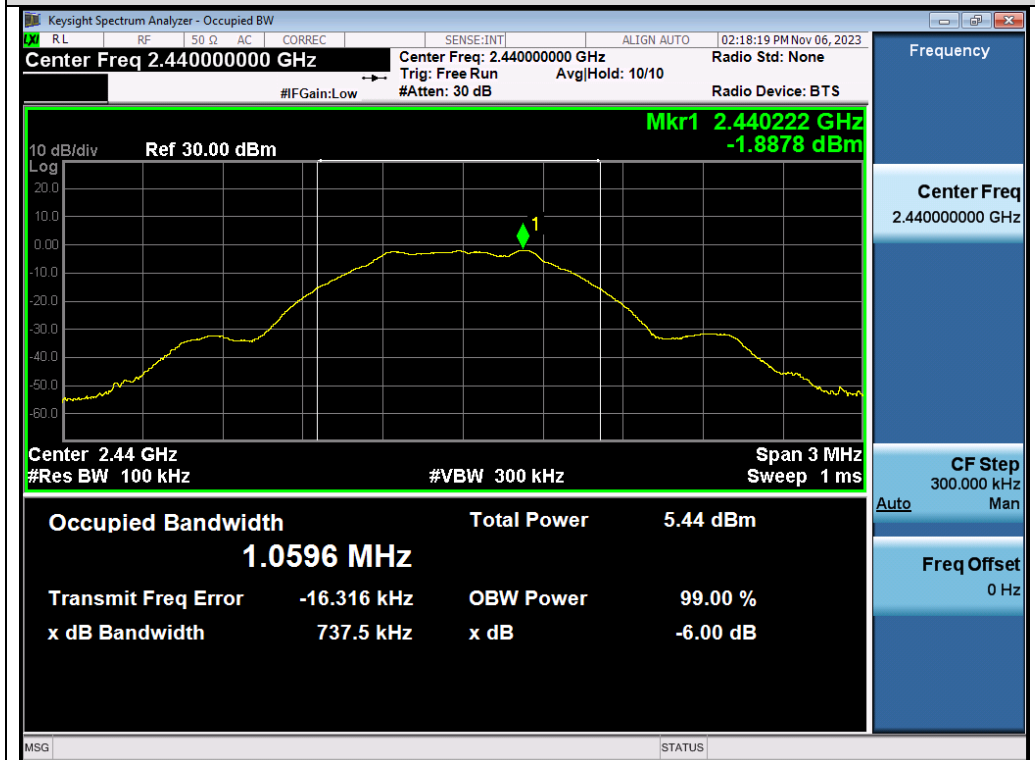 Keysight Spectrum Analyzer - Occupied BW
LXI RL RF 50 Ω AC CORREC SENSE:INT ALIGN AUTO 02:18:19 PM Nov 06, 2023
Center Freq 2.440000000 GHz
Center Freq: 2.440000000 GHz
Radio Std: None
Trig: Free Run Avg|Hold: 10/10
#IFGain:Low
#Atten: 30 dB
Radio Device: BTS
Mkr1 2.440222 GHz
-1.8878 dBm
10 dB/div Ref 30.00 dBm
Log
20.0
10.0
0.00
-10.0
-20.0
-30.0
-40.0
-50.0
-60.0
1
Center 2.44 GHz Span 3 MHz
#Res BW 100 kHz #VBW 300 kHz Sweep 1 ms
Occupied Bandwidth Total Power 5.44 dBm
1.0596 MHz
Transmit Freq Error -16.316 kHz OBW Power 99.00 %
x dB Bandwidth 737.5 kHz x dB -6.00 dB
Frequency
Center Freq
2.440000000 GHz
CF Step
300.000 kHz
Auto Man
Freq Offset
0 Hz
MSG STATUS